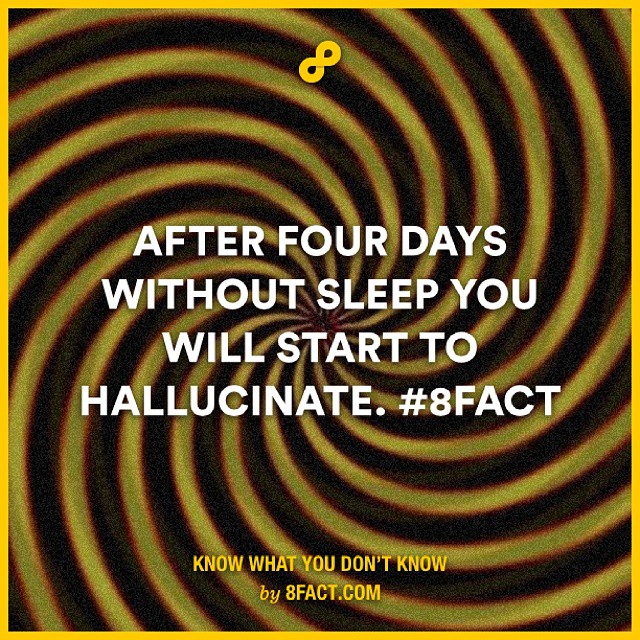 AFTER FOUR DAYS
WITHOUT SLEEP YOU
WILL START TO
HALLUCINATE. #8FACT
KNOW WHAT YOU DON'T KNOW
by 8FACT.COM